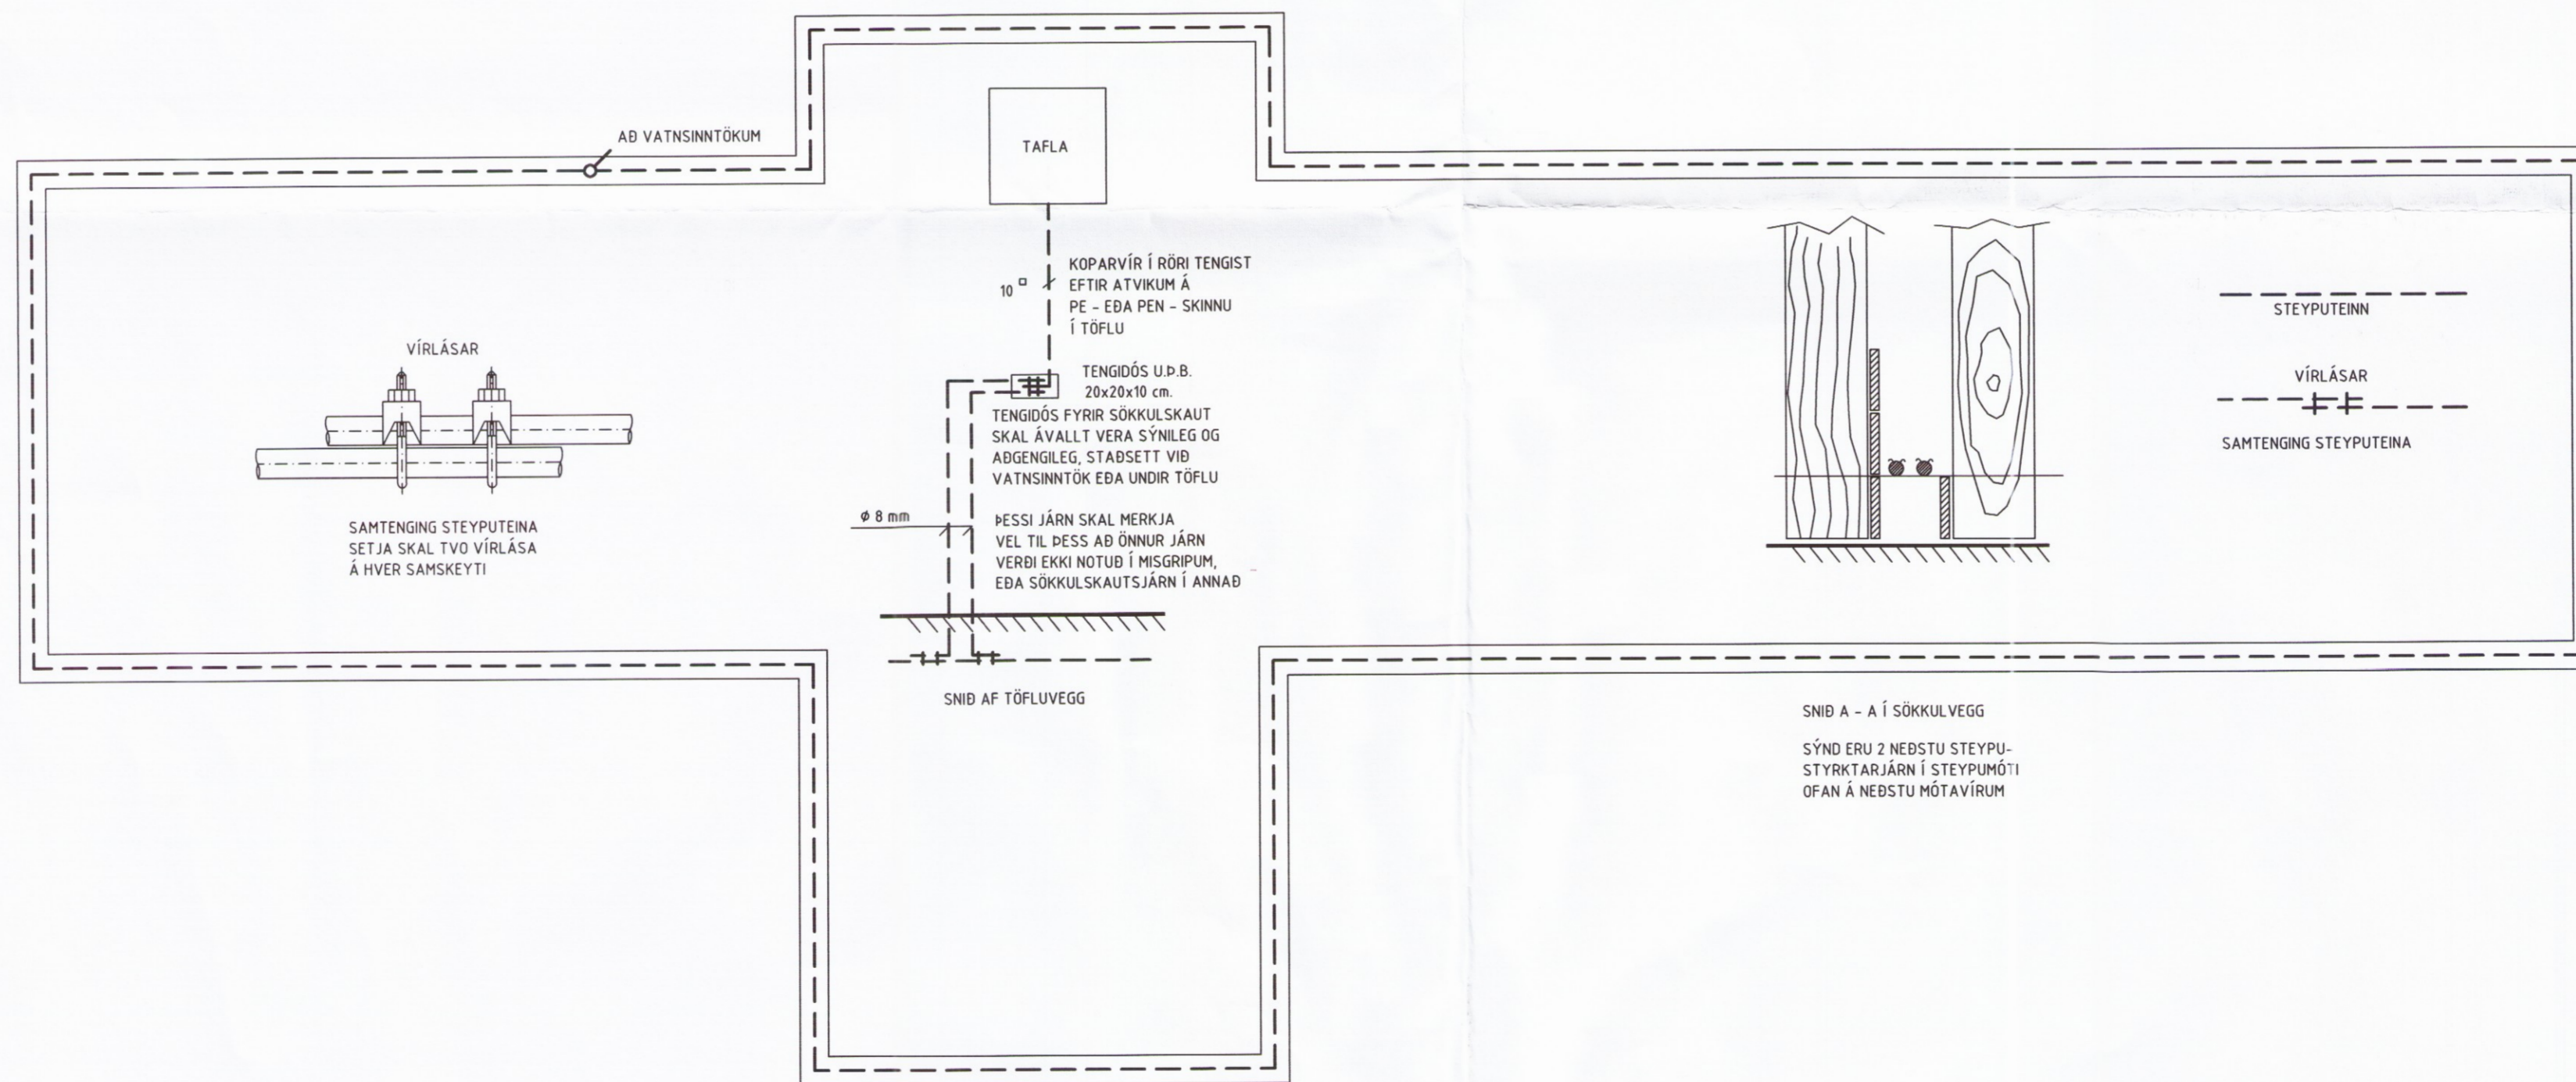 AÐ VATNSINNTÖKUM
TAFLA
10
KOPARVÍR Í RÖRI TENGIST
EFTIR ATVIKUM Á
PE - EÐA PEN - SKINNU
Í TÖFLU
VÍRLÁSAR
SAMTENGING STEYPUTEINA
SETJA SKAL TVO VÍRLÁSA
Á HVER SAMSKEYTI
TENGIDÓS U.Þ.B.
20x20x10 cm.
TENGIDÓS FYRIR SÖKKULSKAUT
SKAL ÁVALLT VERA SÝNILEG OG
AÐGENGILEG, STAÐSETT VIÐ
VATNSINNTÖK EÐA UNDIR TÖFLU
ø 8 mm
ÞESSI JÁRN SKAL MERKJA
VEL TIL ÞESS AÐ ÖNNUR JÁRN
VERÐI EKKI NOTUÐ Í MISGRIPUM,
EÐA SÖKKULSKAUTSJÁRN Í ANNAÐ
SNIÐ AF TÖFLUVEGG
STEYPUTEINN
VÍRLÁSAR
SAMTENGING STEYPUTEINA
SNIÐ A - A Í SÖKKULVEGG
SÝND ERU 2 NEÐSTU STEYPU-
STYRKTARJÁRN Í STEYPUMÓTI
OFAN Á NEÐSTU MÓTAVÍRUM